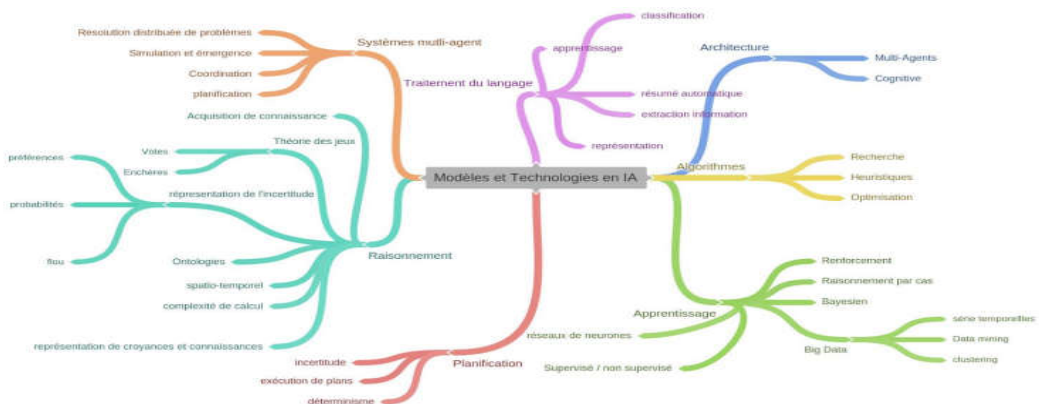 Modèles et Technologies en IA
Systèmes mutli-agent
Resolution distribuée de problèmes
Simulation et émergence
Coordination
planification
Raisonnement
Acquisition de connaissance
Théorie des jeux
Votes
Enchères
réprésentation de l'incertitude
préférences
probabilités
flou
Ontologies
spatio-temporel
complexité de calcul
représentation de croyances et connaissances
Planification
incertitude
exécution de plans
déterminisme
Traitement du langage
classification
apprentissage
résumé automatique
extraction information
représentation
Architecture
Multi-Agents
Cognitive
Algorithmes
Recherche
Heuristiques
Optimisation
Apprentissage
Renforcement
Raisonnement par cas
Bayesien
Big Data
série temporelles
Data mining
clustering
réseaux de neurones
Supervisé / non supervisé